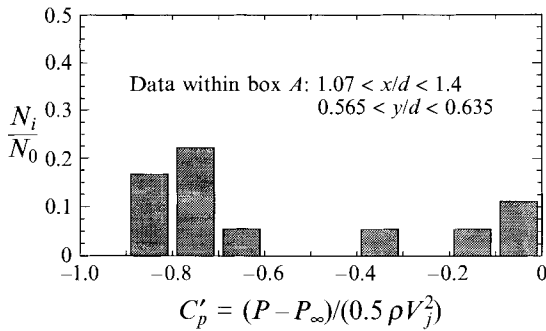 0.5
0.4
Data within box A: 1.07 < x/d < 1.4
0.565 < y/d < 0.635
0.3
N_i/N_0
0.2
0.1
0
−1.0 −0.8 −0.6 −0.4 −0.2 0
C'_p = (P − P_∞)/(0.5 ρV_j^2)